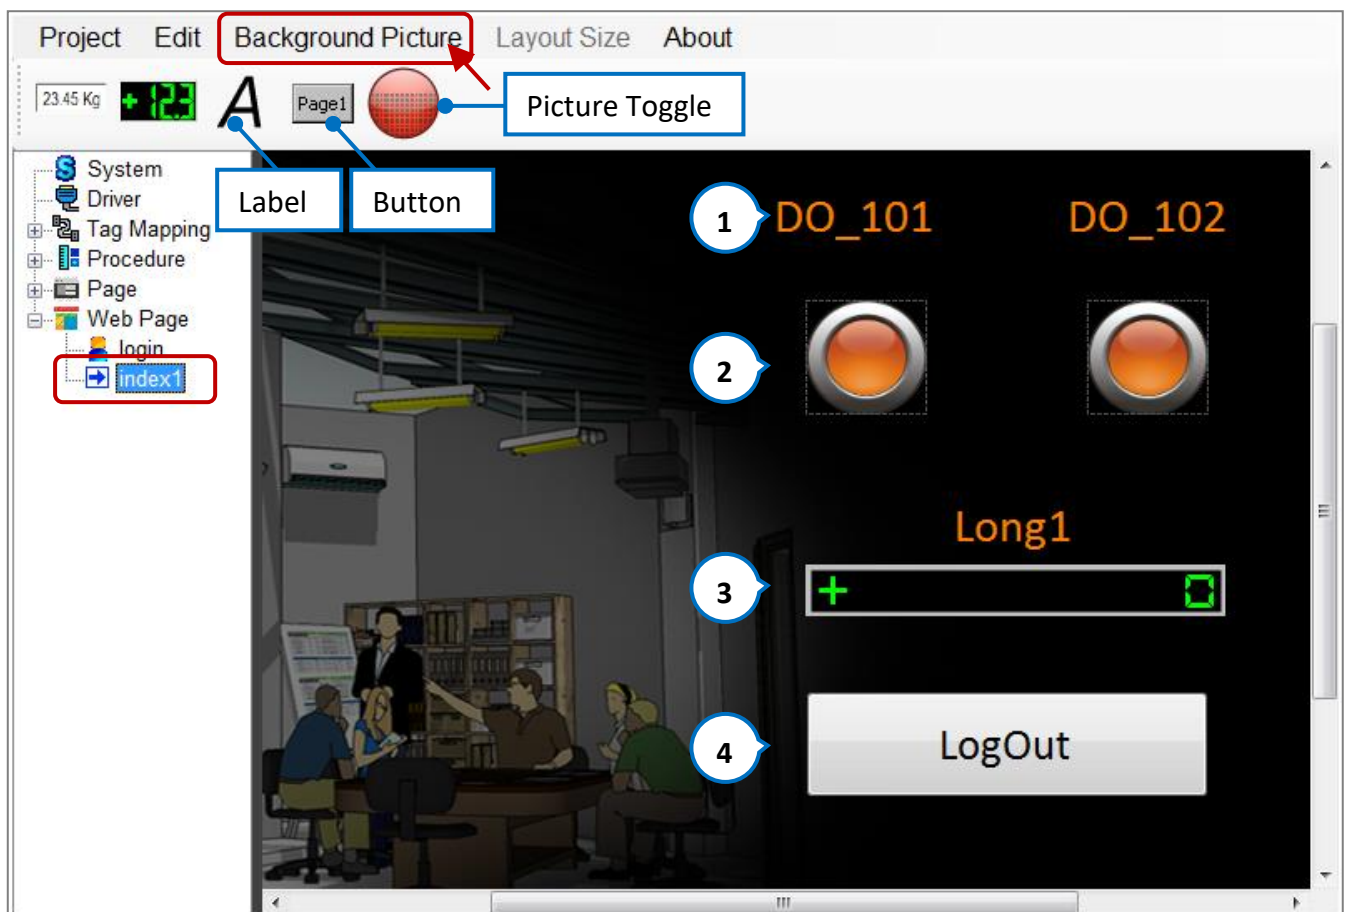 Project Edit Background Picture Layout Size About
23.45 Kg +12.3 A Page1 Picture Toggle
Label Button
System
Driver
Tag Mapping
Procedure
Page
Web Page
login
index1
1 DO_101 DO_102
2
Long1
3 + 0
4 LogOut